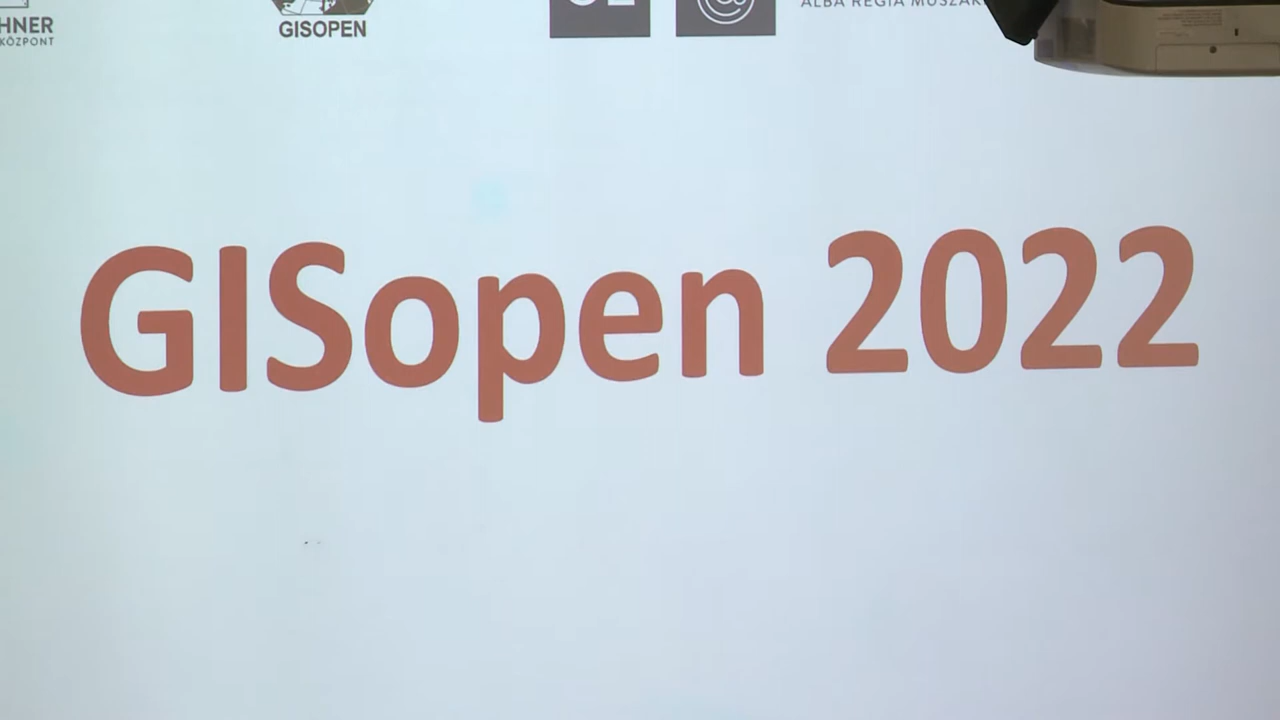 HNER
KÖZPONT
GISOPEN
ALBA REGIA MŰSZAK
GISopen 2022